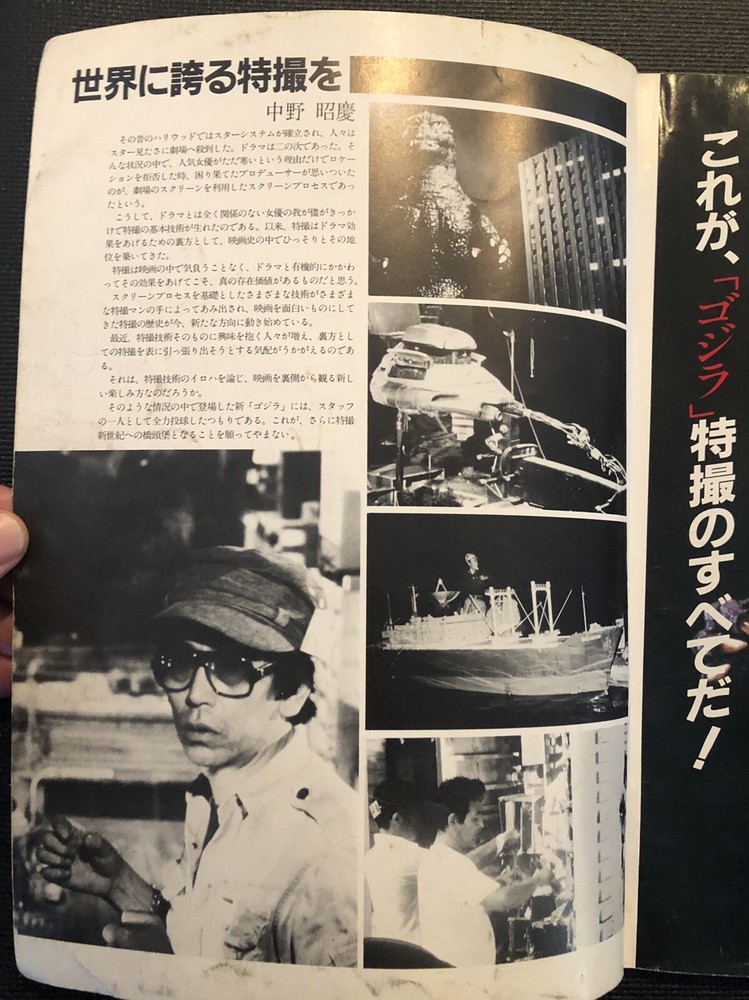 世界に誇る特撮を
中野 昭慶
その昔のハリウッドではスターシステムが確立され、人々は
スター見たさに劇場へ殺到した。ドラマは二の次であった。そ
んな状況の中で、人気女優がただ寒いという理由だけでロケー
ションを拒否した時、困り果てたプロデューサーが思いついた
のが、劇場のスクリーンを利用したスクリーンプロセスであっ
たという。
こうして、ドラマとは全く関係のない女優の我が儘がきっか
けで特撮の基本技術が生れたのである。以来、特撮はドラマ効
果をあげるための裏方として、映画史の中でひっそりとその地
位を築いてきた。
特撮は映画の中で気負うことなく、ドラマと有機的にかかわ
ってその効果をあげてこそ、真の存在価値があるものだと思う。
スクリーンプロセスを基礎としたさまざまな技術がさまざま
な特撮マンの手によってあみ出され、映画を面白いものにして
きた特撮の歴史が今、新たな方向に動き始めている。
最近、特撮技術そのものに興味を抱く人々が増え、裏方とし
ての特撮を表に引っ張り出そうとする気配がうかがえるのであ
る。
それは、特撮技術のイロハを論じ、映画を裏側から観る新し
い楽しみ方なのだろうか。
そのような情況の中で登場した新「ゴジラ」には、スタッフ
の一人として全力投球したつもりである。これが、さらに特撮
新世紀への橋頭堡となることを願ってやまない。
これが、「ゴジラ」特撮のすべてだ！